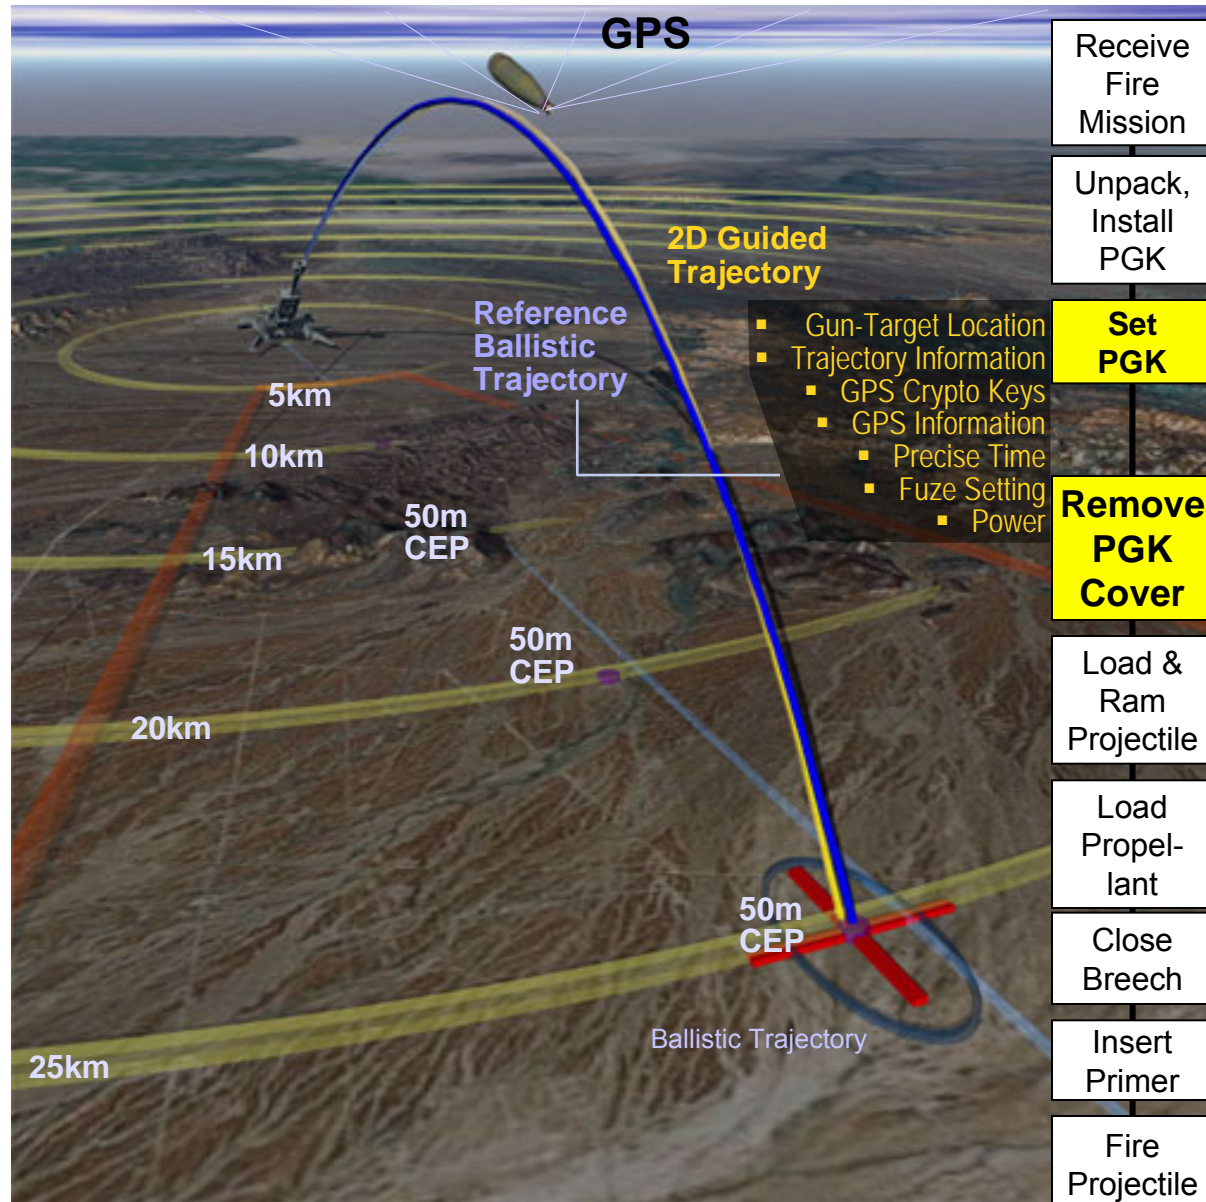 GPS
2D Guided
Trajectory
Reference
Ballistic
Trajectory
▪ Gun-Target Location
▪ Trajectory Information
▪ GPS Crypto Keys
▪ GPS Information
▪ Precise Time
▪ Fuze Setting
▪ Power
5km
10km
15km
50m
CEP
50m
CEP
20km
50m
CEP
Ballistic Trajectory
25km
Receive
Fire
Mission
Unpack,
Install
PGK
Set
PGK
Remove
PGK
Cover
Load &
Ram
Projectile
Load
Propel-
lant
Close
Breech
Insert
Primer
Fire
Projectile